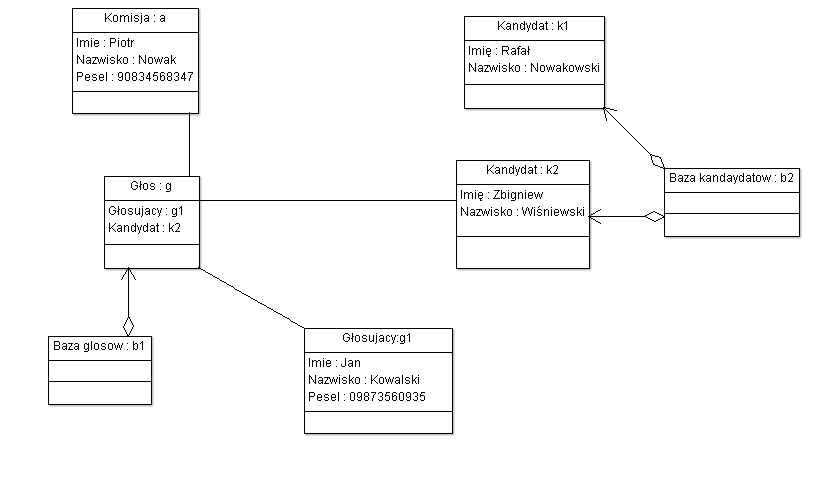 Komisja : a
Imie : Piotr
Nazwisko : Nowak
Pesel : 90834568347
Kandydat : k1
Imię : Rafał
Nazwisko : Nowakowski
Głos : g
Głosujacy : g1
Kandydat : k2
Kandydat : k2
Imię : Zbigniew
Nazwisko : Wiśniewski
Baza kandaydatow : b2
Baza glosow : b1
Głosujacy:g1
Imie : Jan
Nazwisko : Kowalski
Pesel : 09873560935